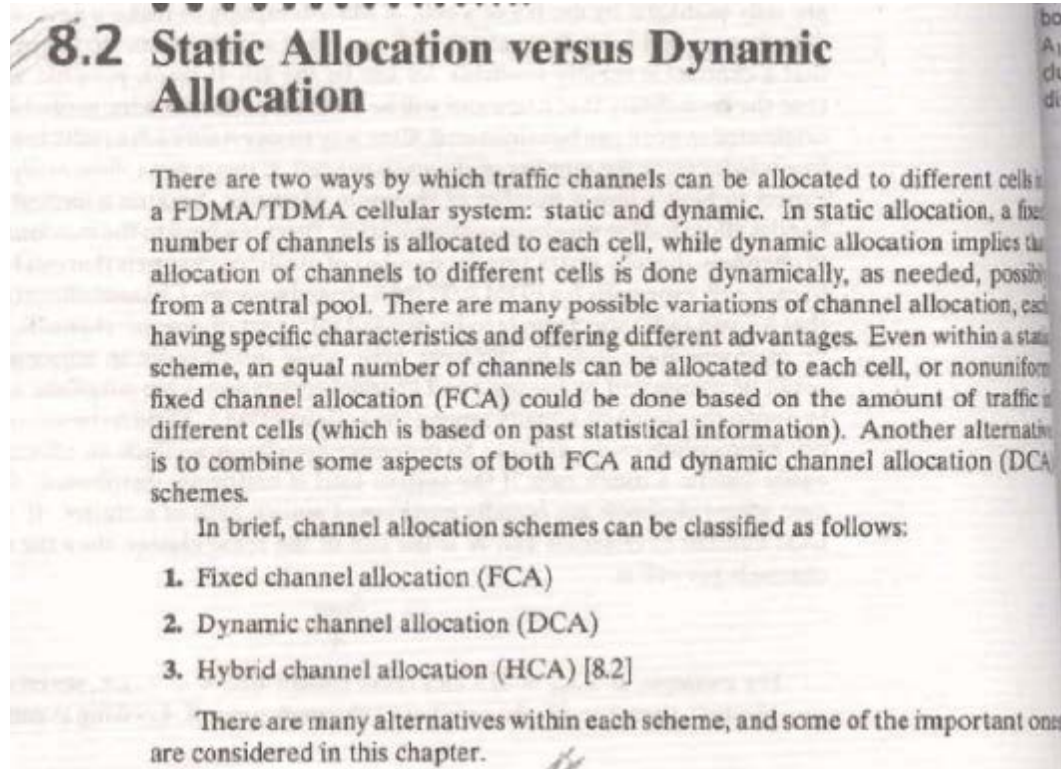 8.2 Static Allocation versus Dynamic
Allocation
There are two ways by which traffic channels can be allocated to different cells
a FDMA/TDMA cellular system: static and dynamic. In static allocation, a
number of channels is allocated to each cell, while dynamic allocation implies
allocation of channels to different cells is done dynamically, as needed,
from a central pool. There are many possible variations of channel allocation,
having specific characteristics and offering different advantages. Even within a
scheme, an equal number of channels can be allocated to each cell, or nonuniform
fixed channel allocation (FCA) could be done based on the amount of traffic
different cells (which is based on past statistical information). Another
is to combine some aspects of both FCA and dynamic channel allocation (DCA
schemes.
In brief, channel allocation schemes can be classified as follows:
1. Fixed channel allocation (FCA)
2. Dynamic channel allocation (DCA)
3. Hybrid channel allocation (HCA) [8.2]
There are many alternatives within each scheme, and some of the important
are considered in this chapter.